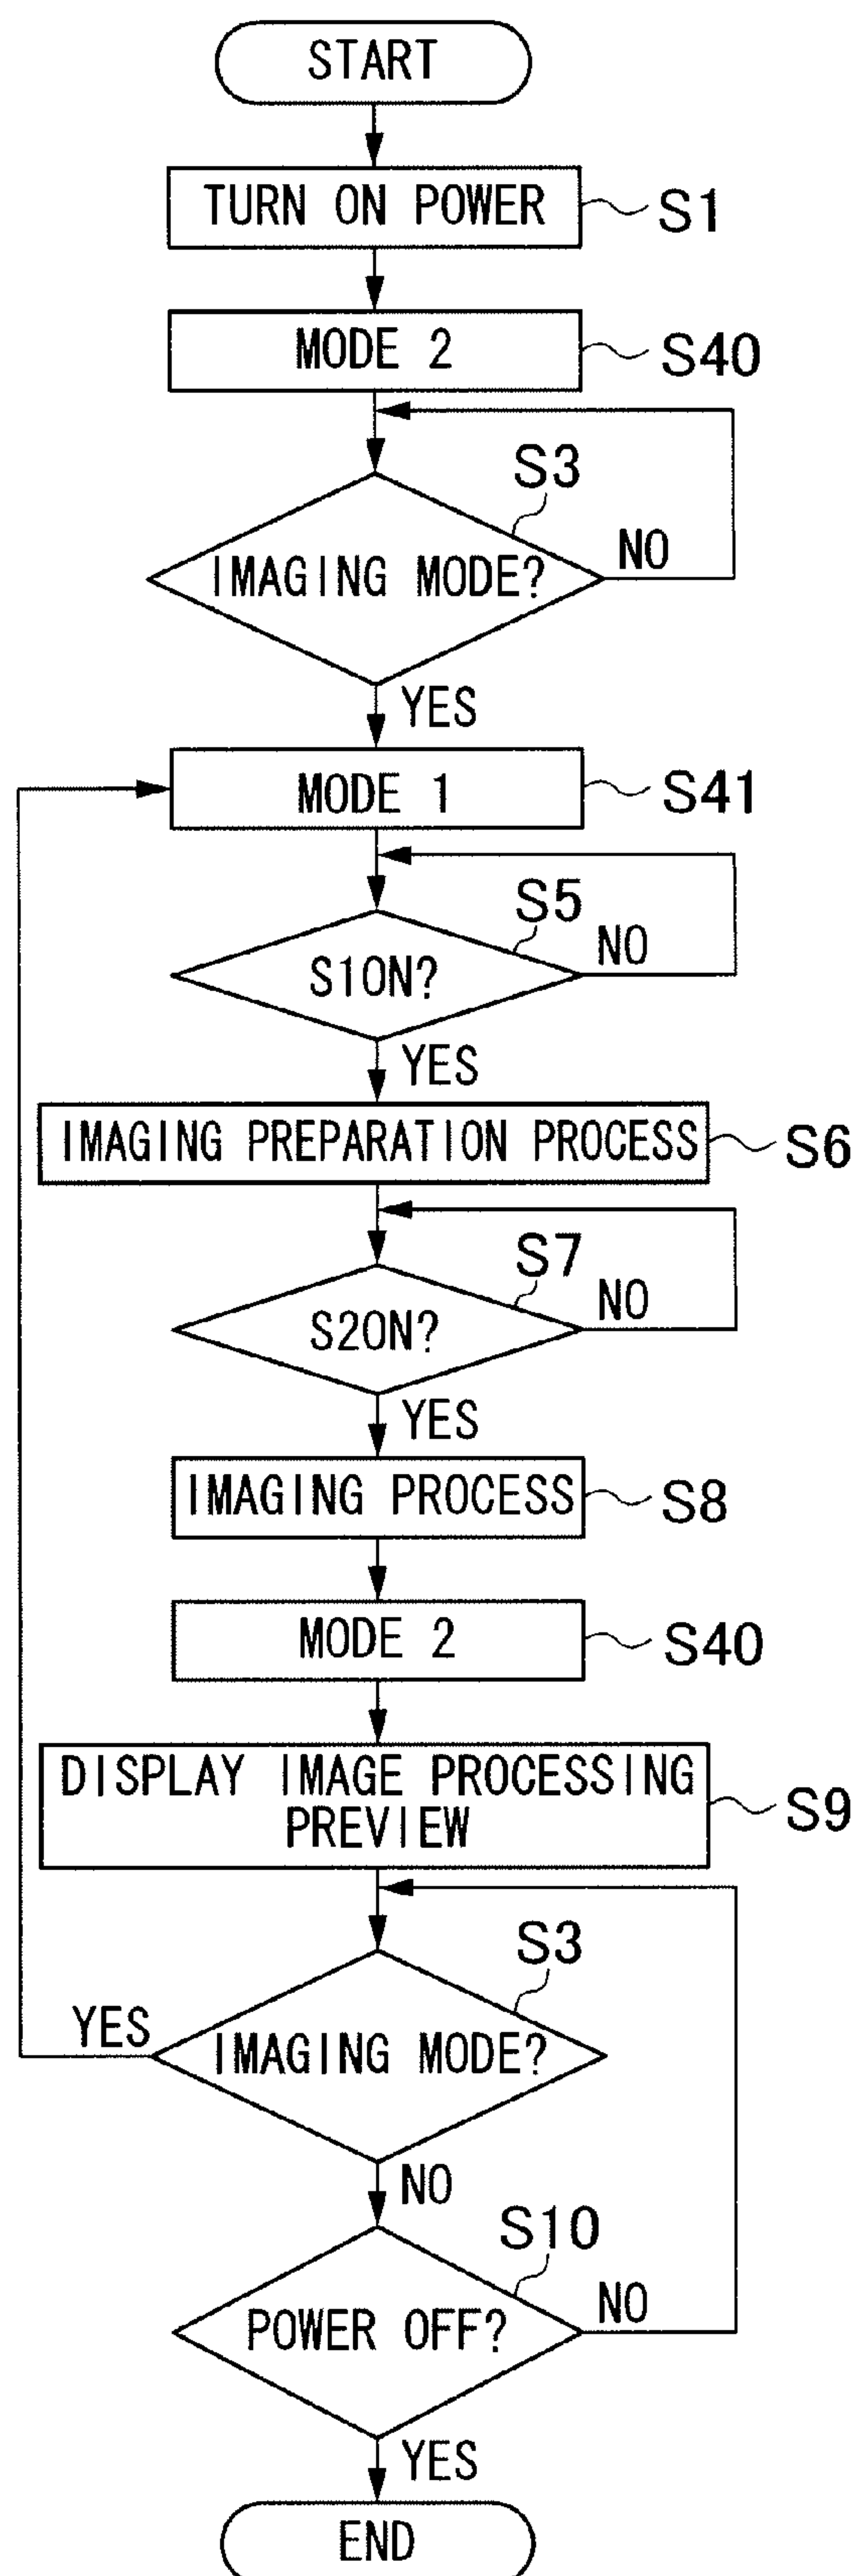 START
TURN ON POWER
S1
MODE 2
S40
S3
IMAGING MODE?
NO
YES
MODE 1
S41
S5
S1ON?
NO
YES
IMAGING PREPARATION PROCESS
S6
S7
S2ON?
NO
YES
IMAGING PROCESS
S8
MODE 2
S40
DISPLAY IMAGE PROCESSING
PREVIEW
S9
S3
YES
IMAGING MODE?
NO
S10
POWER OFF?
NO
YES
END